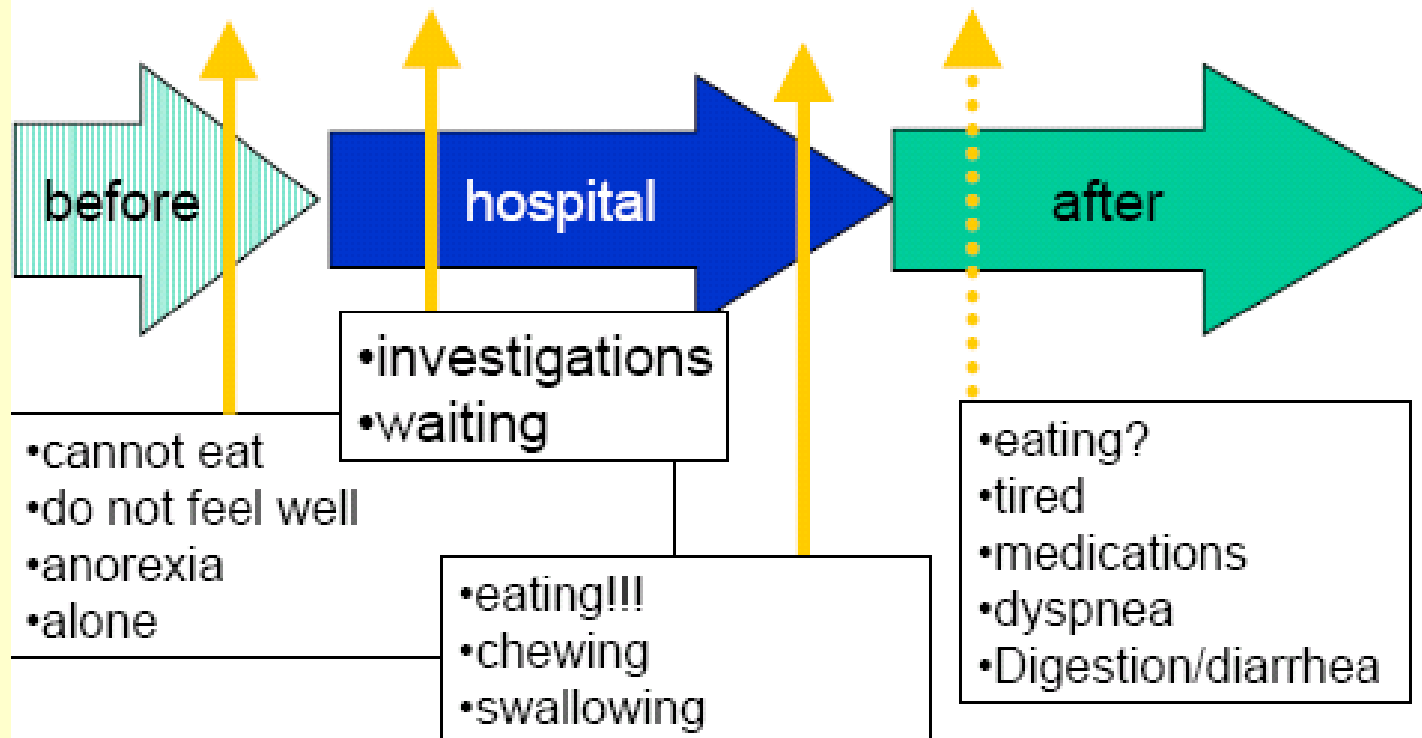 before
hospital
after
•investigations
•waiting
•cannot eat
•do not feel well
•anorexia
•alone
•eating!!!
•chewing
•swallowing
•eating?
•tired
•medications
•dyspnea
•Digestion/diarrhea